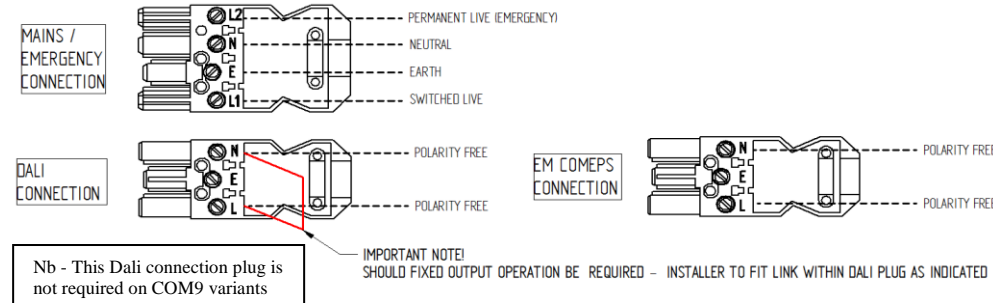 MAINS /
EMERGENCY
CONNECTION
L2
N
E
L1
PERMANENT LIVE (EMERGENCY)
NEUTRAL
EARTH
SWITCHED LIVE
DALI
CONNECTION
N
E
L
POLARITY FREE
POLARITY FREE
EM COMEPS
CONNECTION
N
E
L
POLARITY FREE
POLARITY FREE
IMPORTANT NOTE!
SHOULD FIXED OUTPUT OPERATION BE REQUIRED - INSTALLER TO FIT LINK WITHIN DALI PLUG AS INDICATED
Nb - This Dali connection plug is
not required on COM9 variants